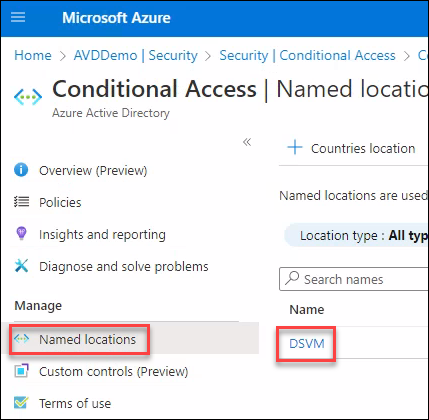 Microsoft Azure
Home > AVDDemo | Security > Security | Conditional Access >
Conditional Access | Named locatio
Azure Active Directory
«
Overview (Preview)
Policies
Insights and reporting
Diagnose and solve problems
Manage
Named locations
Custom controls (Preview)
Terms of use
+ Countries location
Named locations are used
Location type : All typ
Search names
Name
DSVM